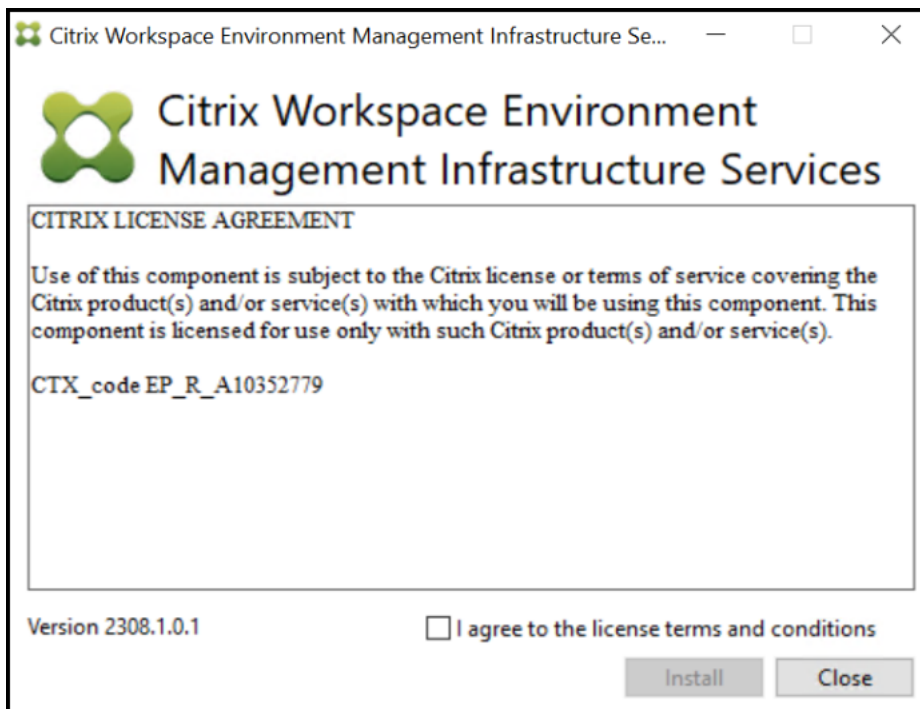 Citrix Workspace Environment Management Infrastructure Se...
Citrix Workspace Environment
Management Infrastructure Services
CITRIX LICENSE AGREEMENT
Use of this component is subject to the Citrix license or terms of service covering the
Citrix product(s) and/or service(s) with which you will be using this component. This
component is licensed for use only with such Citrix product(s) and/or service(s).
CTX_code EP_R_A10352779
Version 2308.1.0.1
I agree to the license terms and conditions
Install
Close